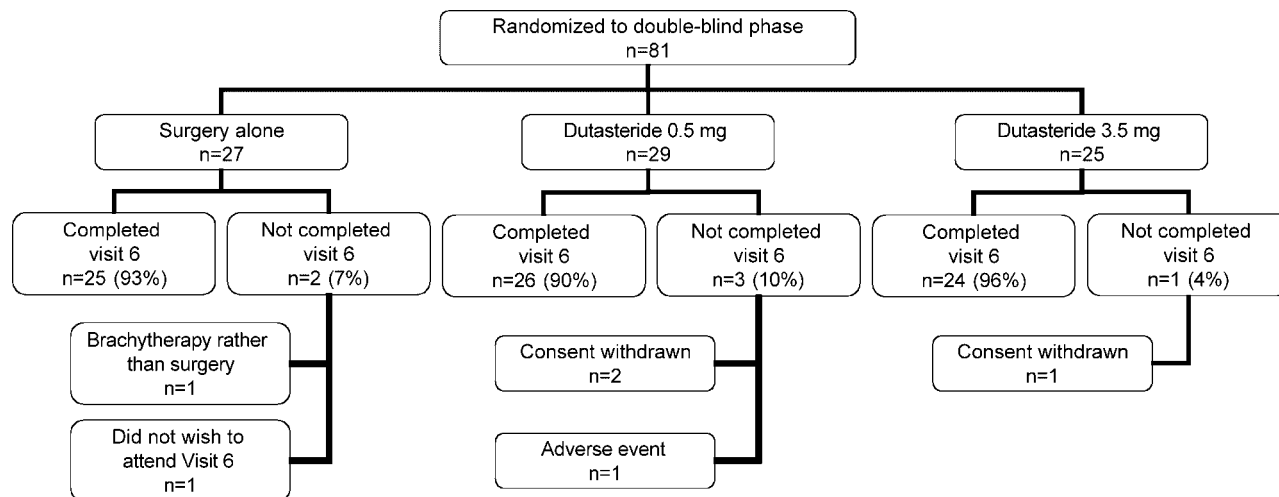 Randomized to double-blind phase
n=81
Surgery alone
n=27
Dutasteride 0.5 mg
n=29
Dutasteride 3.5 mg
n=25
Completed
visit 6
n=25 (93%)
Not completed
visit 6
n=2 (7%)
Completed
visit 6
n=26 (90%)
Not completed
visit 6
n=3 (10%)
Completed
visit 6
n=24 (96%)
Not completed
visit 6
n=1 (4%)
Brachytherapy rather
than surgery
n=1
Consent withdrawn
n=2
Consent withdrawn
n=1
Did not wish to
attend Visit 6
n=1
Adverse event
n=1